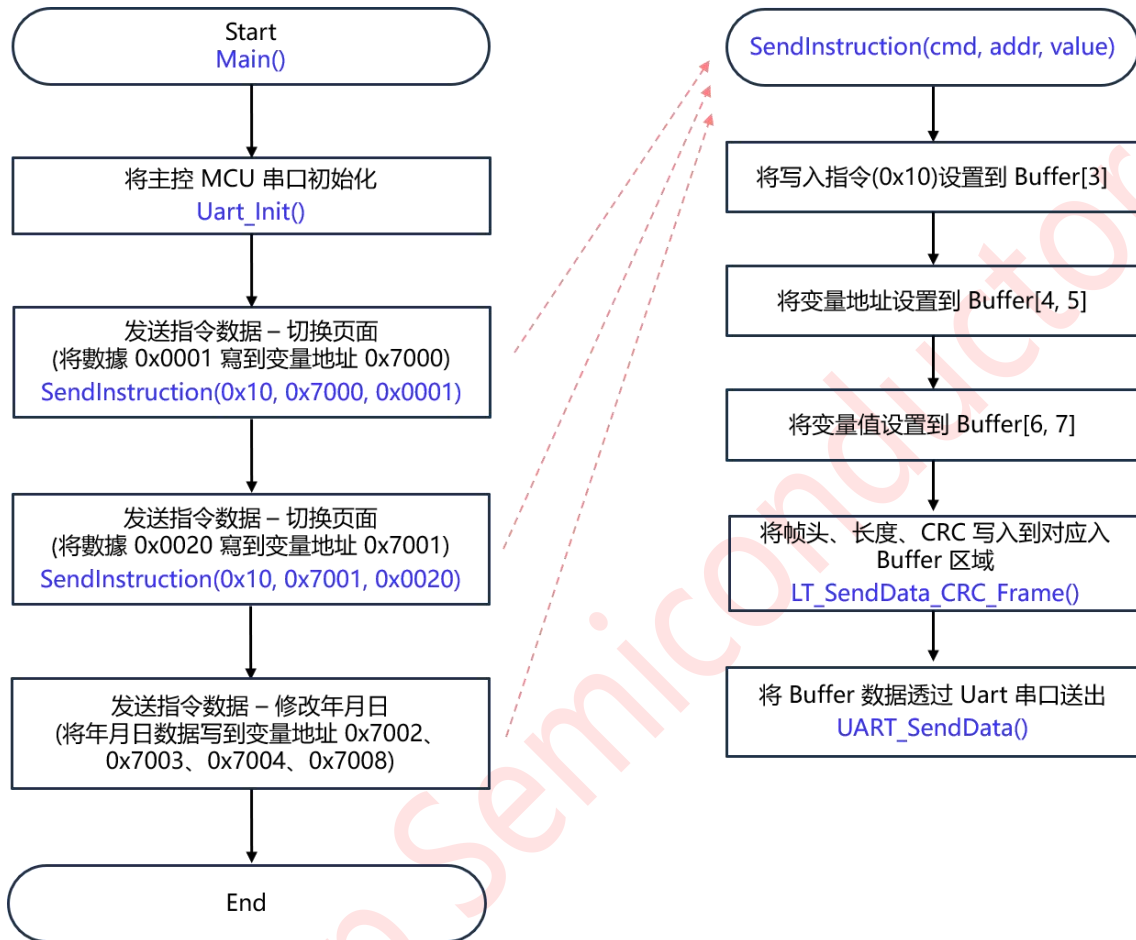 Start
Main()
将主控 MCU 串口初始化
Uart_Init()
发送指令数据 – 切换页面
(将數據 0x0001 寫到变量地址 0x7000)
SendInstruction(0x10, 0x7000, 0x0001)
发送指令数据 – 切换页面
(将數據 0x0020 寫到变量地址 0x7001)
SendInstruction(0x10, 0x7001, 0x0020)
发送指令数据 – 修改年月日
(将年月日数据写到变量地址 0x7002、
0x7003、0x7004、0x7008)
End
SendInstruction(cmd, addr, value)
将写入指令(0x10)设置到 Buffer[3]
将变量地址设置到 Buffer[4, 5]
将变量值设置到 Buffer[6, 7]
将帧头、长度、CRC 写入到对应入
Buffer 区域
LT_SendData_CRC_Frame()
将 Buffer 数据透过 Uart 串口送出
UART_SendData()
Semiconductor